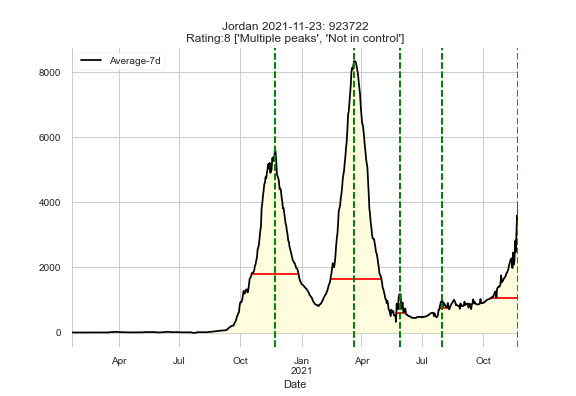 Jordan 2021-11-23: 923722
Rating:8 ['Multiple peaks', 'Not in control']
Average-7d
8000
6000
4000
2000
0
Apr Jul Oct Jan Apr Jul Oct
2021
Date